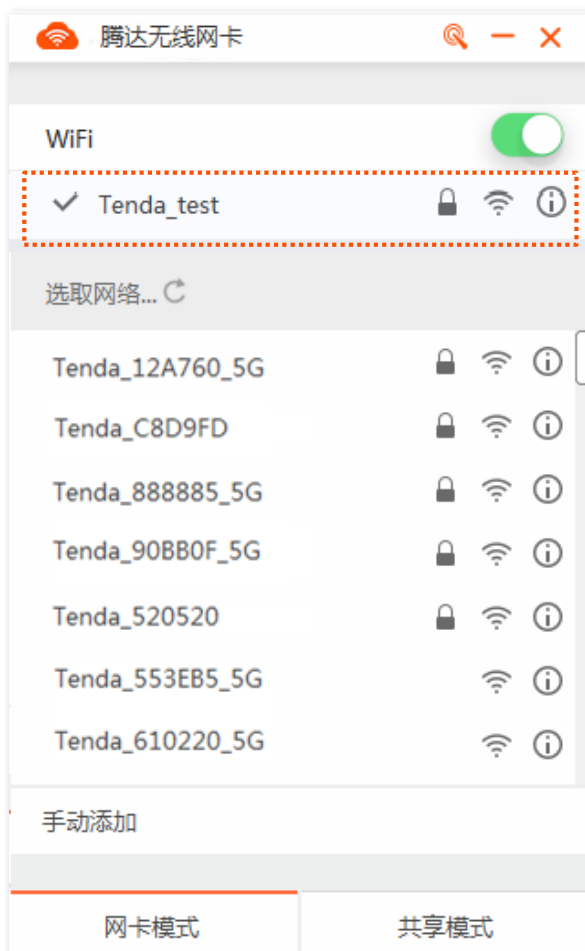 腾达无线网卡
WiFi
Tenda_test
选取网络...
Tenda_12A760_5G
Tenda_C8D9FD
Tenda_888885_5G
Tenda_90BB0F_5G
Tenda_520520
Tenda_553EB5_5G
Tenda_610220_5G
手动添加
网卡模式 共享模式